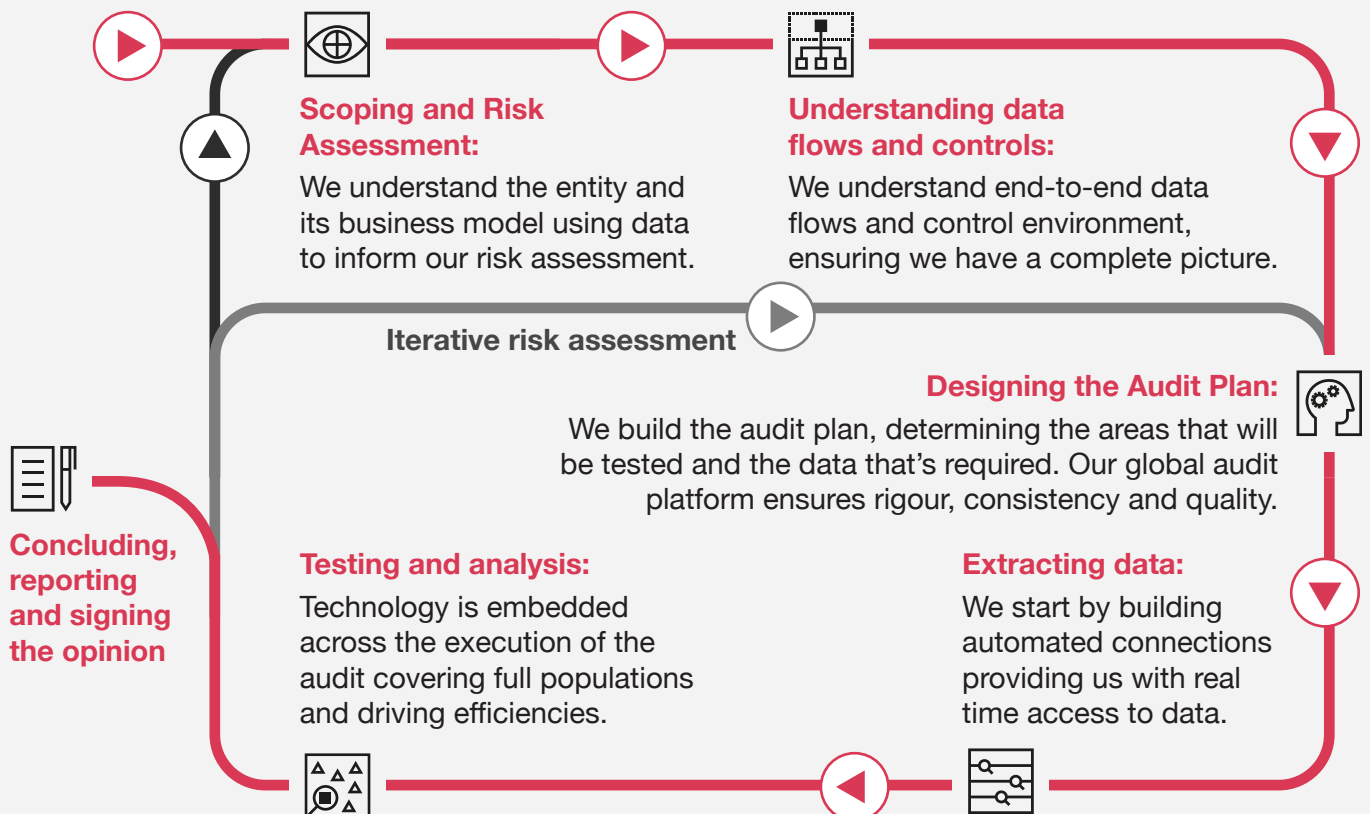 Scoping and Risk
Assessment:
We understand the entity and
its business model using data
to inform our risk assessment.
Understanding data
flows and controls:
We understand end-to-end data
flows and control environment,
ensuring we have a complete picture.
Iterative risk assessment
Designing the Audit Plan:
We build the audit plan, determining the areas that will
be tested and the data that's required. Our global audit
platform ensures rigour, consistency and quality.
Extracting data:
We start by building
automated connections
providing us with real
time access to data.
Testing and analysis:
Technology is embedded
across the execution of the
audit covering full populations
and driving efficiencies.
Concluding,
reporting
and signing
the opinion